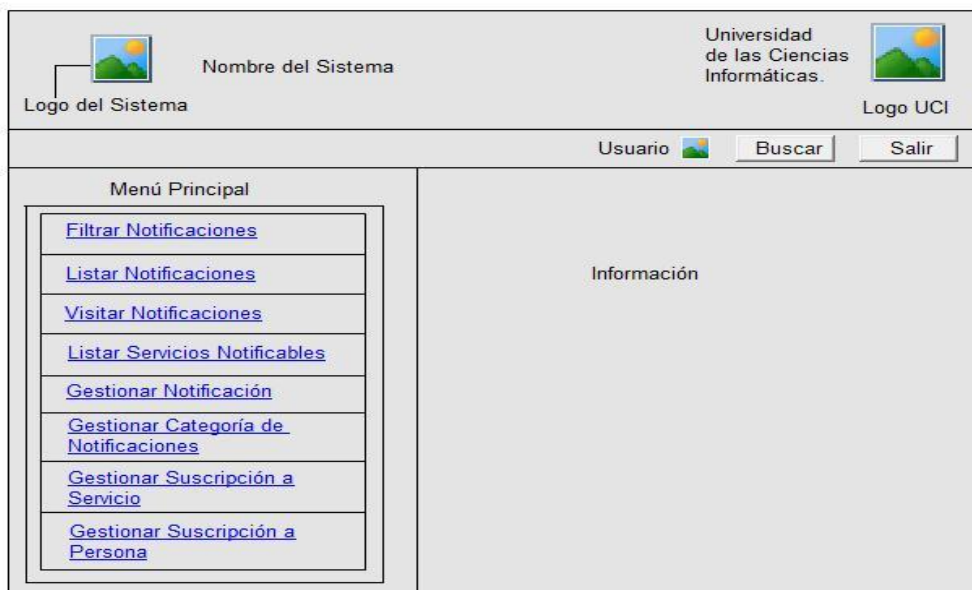 Nombre del Sistema
Logo del Sistema
Universidad
de las Ciencias
Informáticas.
Logo UCI
Usuario
Buscar
Salir
Menú Principal
Filtrar Notificaciones
Listar Notificaciones
Visitar Notificaciones
Listar Servicios Notificables
Gestionar Notificación
Gestionar Categoría de
Notificaciones
Gestionar Suscripción a
Servicio
Gestionar Suscripción a
Persona
Información